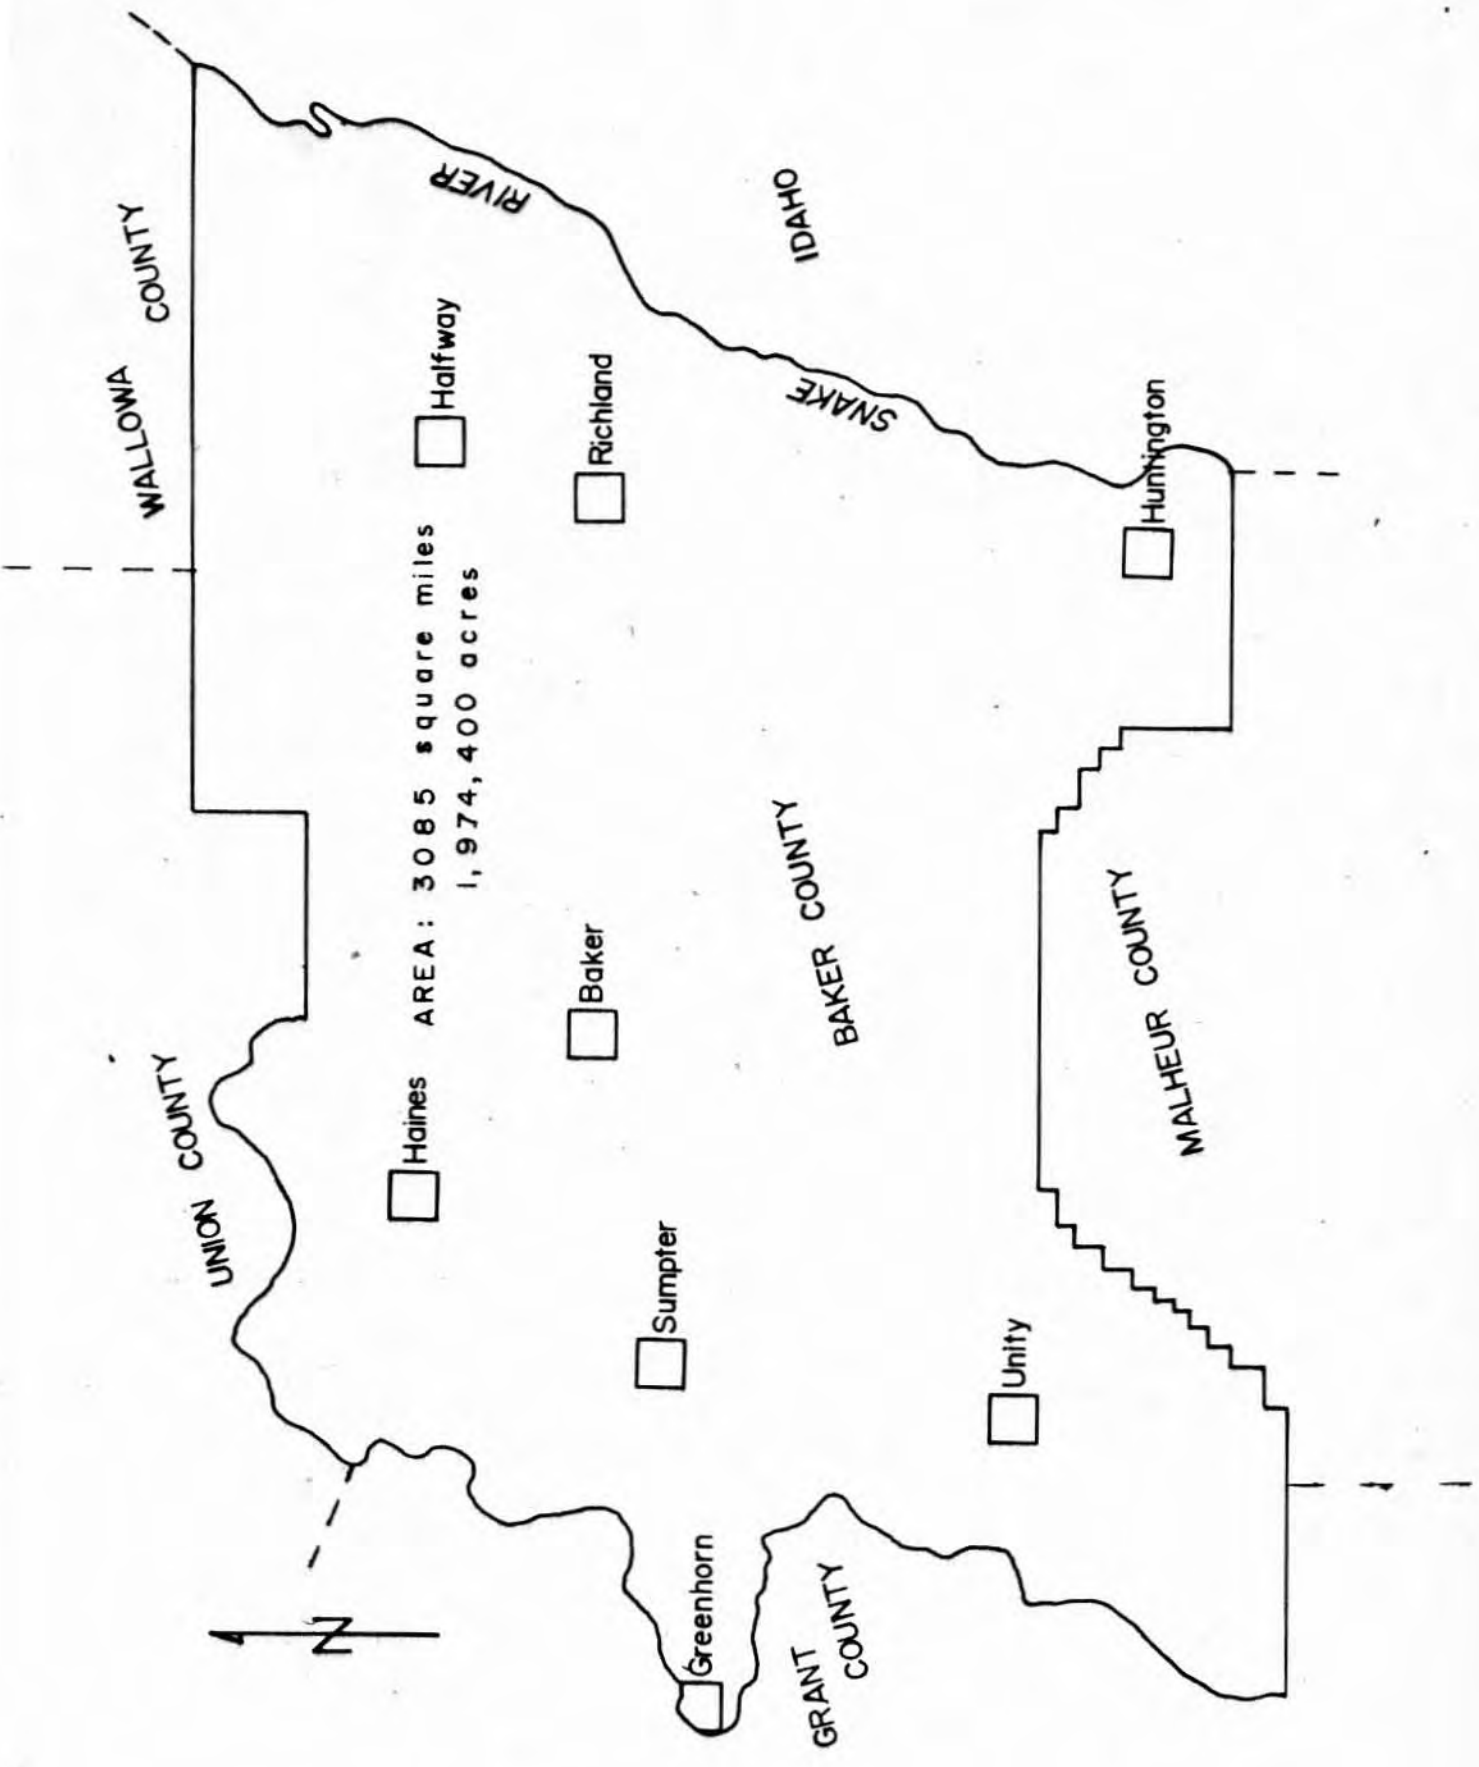 WALLOWA COUNTY
UNION COUNTY
RIVER
Halfway
Haines
AREA: 3085 square miles
1,974,400 acres
Richland
Baker
IDAHO
SNAKE
Sumpter
Greenhorn
BAKER COUNTY
GRANT
COUNTY
Unity
Huntington
MALHEUR COUNTY
N